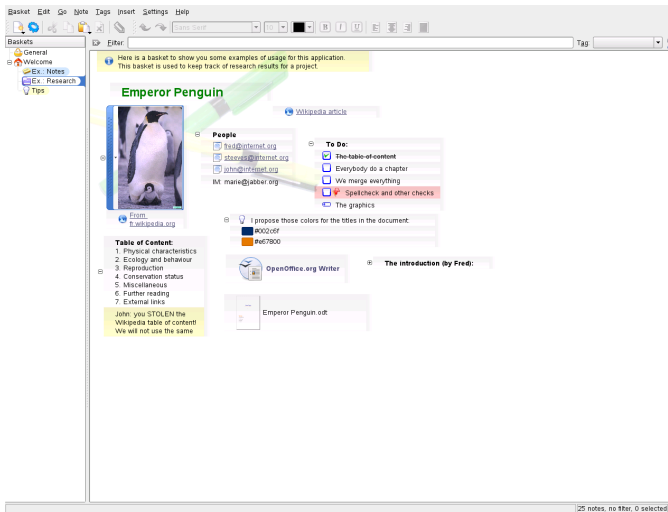 Basket Edit Go Note Tags Insert Settings Help
Sans Serif 10 B I U
Baskets
Filter: Tag:
General
Welcome
Ex.: Notes
Ex.: Research
Tips
Here is a basket to show you some examples of usage for this application.
This basket is used to keep track of research results for a project.
Emperor Penguin
Wikipedia article
People
fred@internet.org
steeves@internet.org
john@internet.org
IM: marie@jabber.org
To Do:
The table of content
Everybody do a chapter
We merge everything
Spellcheck and other checks
The graphics
From
fr.wikipedia.org
I propose those colors for the titles in the document:
#002c6f
#e67800
Table of Content:
1. Physical characteristics
2. Ecology and behaviour
3. Reproduction
4. Conservation status
5. Miscellaneous
6. Further reading
7. External links
OpenOffice.org Writer
The introduction (by Fred):
John: you STOLEN the
Wikipedia table of content!
We will not use the same
Emperor Penguin.odt
25 notes, no filter, 0 selected